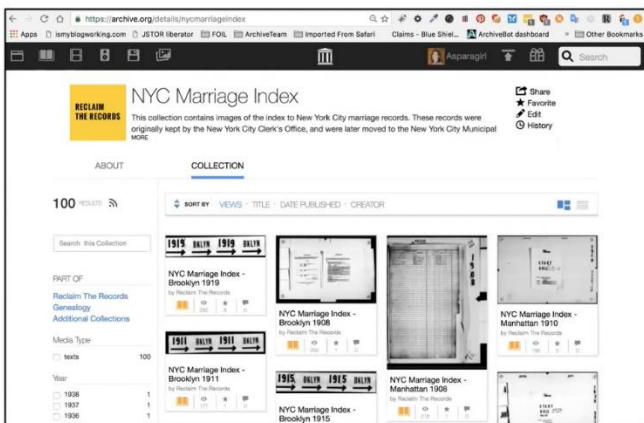 https://archive.org/details/nycmarriageindex
Apps
ismyblogworking.com
JSTOR liberator
FOIL
ArchiveTeam
Imported From Safari
Claims - Blue Shiel...
ArchiveBot dashboard
»
Other Bookmarks
Asparagirl
Search
RECLAIM
THE RECORDS
NYC Marriage Index
This collection contains images of the index to New York City marriage records. These records were
originally kept by the New York City Clerk's Office, and were later moved to the New York City Municipal
MORE
Share
Favorite
Edit
History
ABOUT
COLLECTION
100 RESULTS
SORT BY VIEWS · TITLE · DATE PUBLISHED · CREATOR
Search this Collection
PART OF
Reclaim The Records
Genealogy
Additional Collections
Media Type
texts 100
Year
1938 1
1937 1
1936 1
1919 BKLYN 1919 BKLYN
NYC Marriage Index -
Brooklyn 1919
by Reclaim The Records
1911 BKLYN 1911 BKLYN
NYC Marriage Index -
Brooklyn 1911
by Reclaim The Records
NYC Marriage Index -
Brooklyn 1908
by Reclaim The Records
1915 BKLYN 1915 BKLYN
NYC Marriage Index -
Brooklyn 1915
NYC Marriage Index -
Manhattan 1908
by Reclaim The Records
START
NYC Marriage Index -
Manhattan 1910
by Reclaim The Records
START